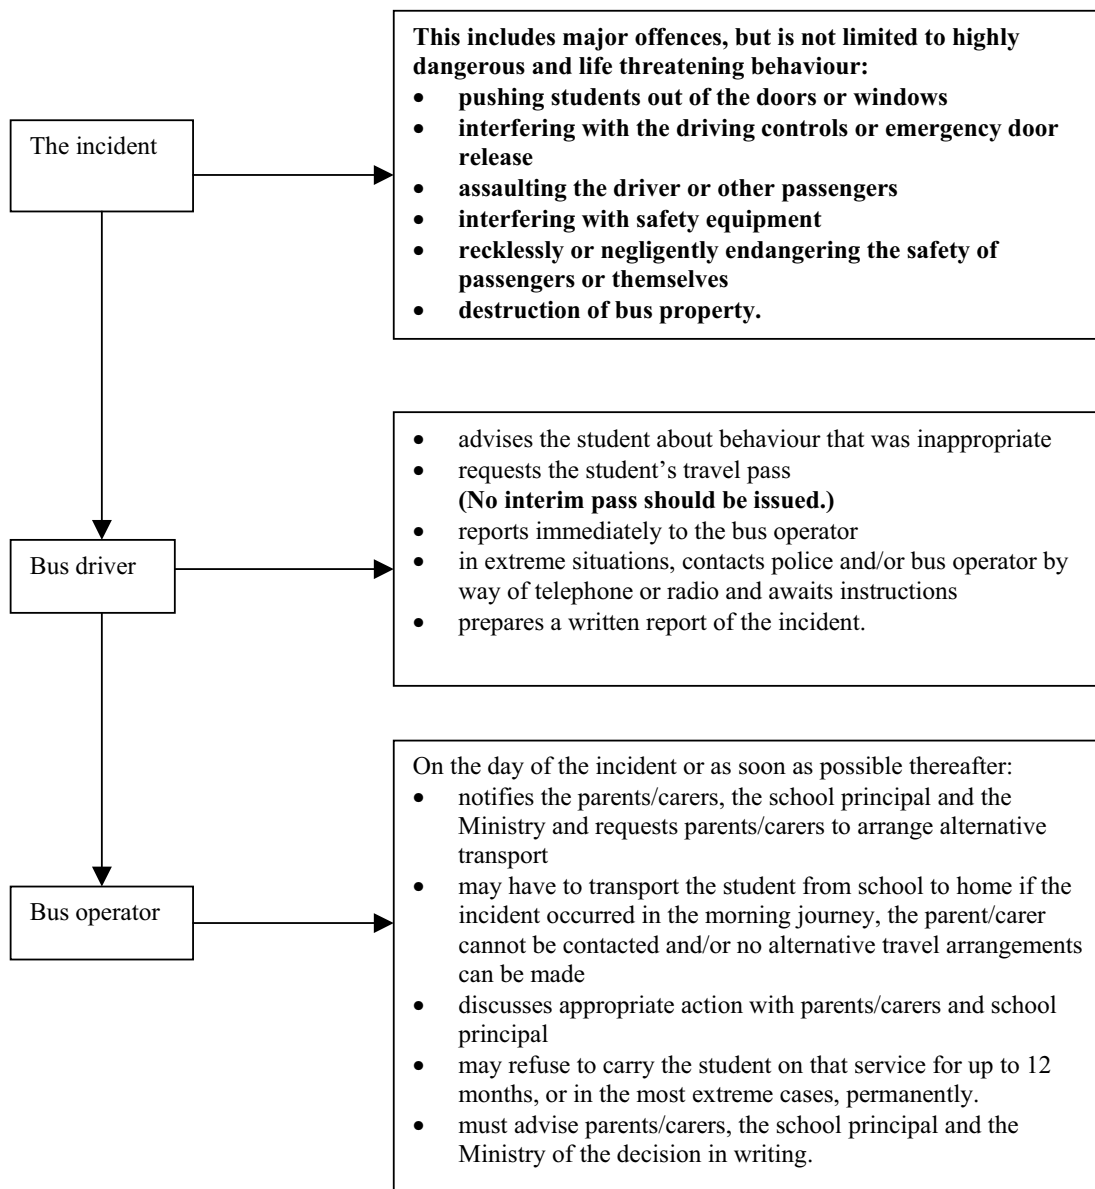 The incident
This includes major offences, but is not limited to highly
dangerous and life threatening behaviour:
• pushing students out of the doors or windows
• interfering with the driving controls or emergency door
release
• assaulting the driver or other passengers
• interfering with safety equipment
• recklessly or negligently endangering the safety of
passengers or themselves
• destruction of bus property.
Bus driver
• advises the student about behaviour that was inappropriate
• requests the student’s travel pass
(No interim pass should be issued.)
• reports immediately to the bus operator
• in extreme situations, contacts police and/or bus operator by
way of telephone or radio and awaits instructions
• prepares a written report of the incident.
Bus operator
On the day of the incident or as soon as possible thereafter:
• notifies the parents/carers, the school principal and the
Ministry and requests parents/carers to arrange alternative
transport
• may have to transport the student from school to home if the
incident occurred in the morning journey, the parent/carer
cannot be contacted and/or no alternative travel arrangements
can be made
• discusses appropriate action with parents/carers and school
principal
• may refuse to carry the student on that service for up to 12
months, or in the most extreme cases, permanently.
• must advise parents/carers, the school principal and the
Ministry of the decision in writing.